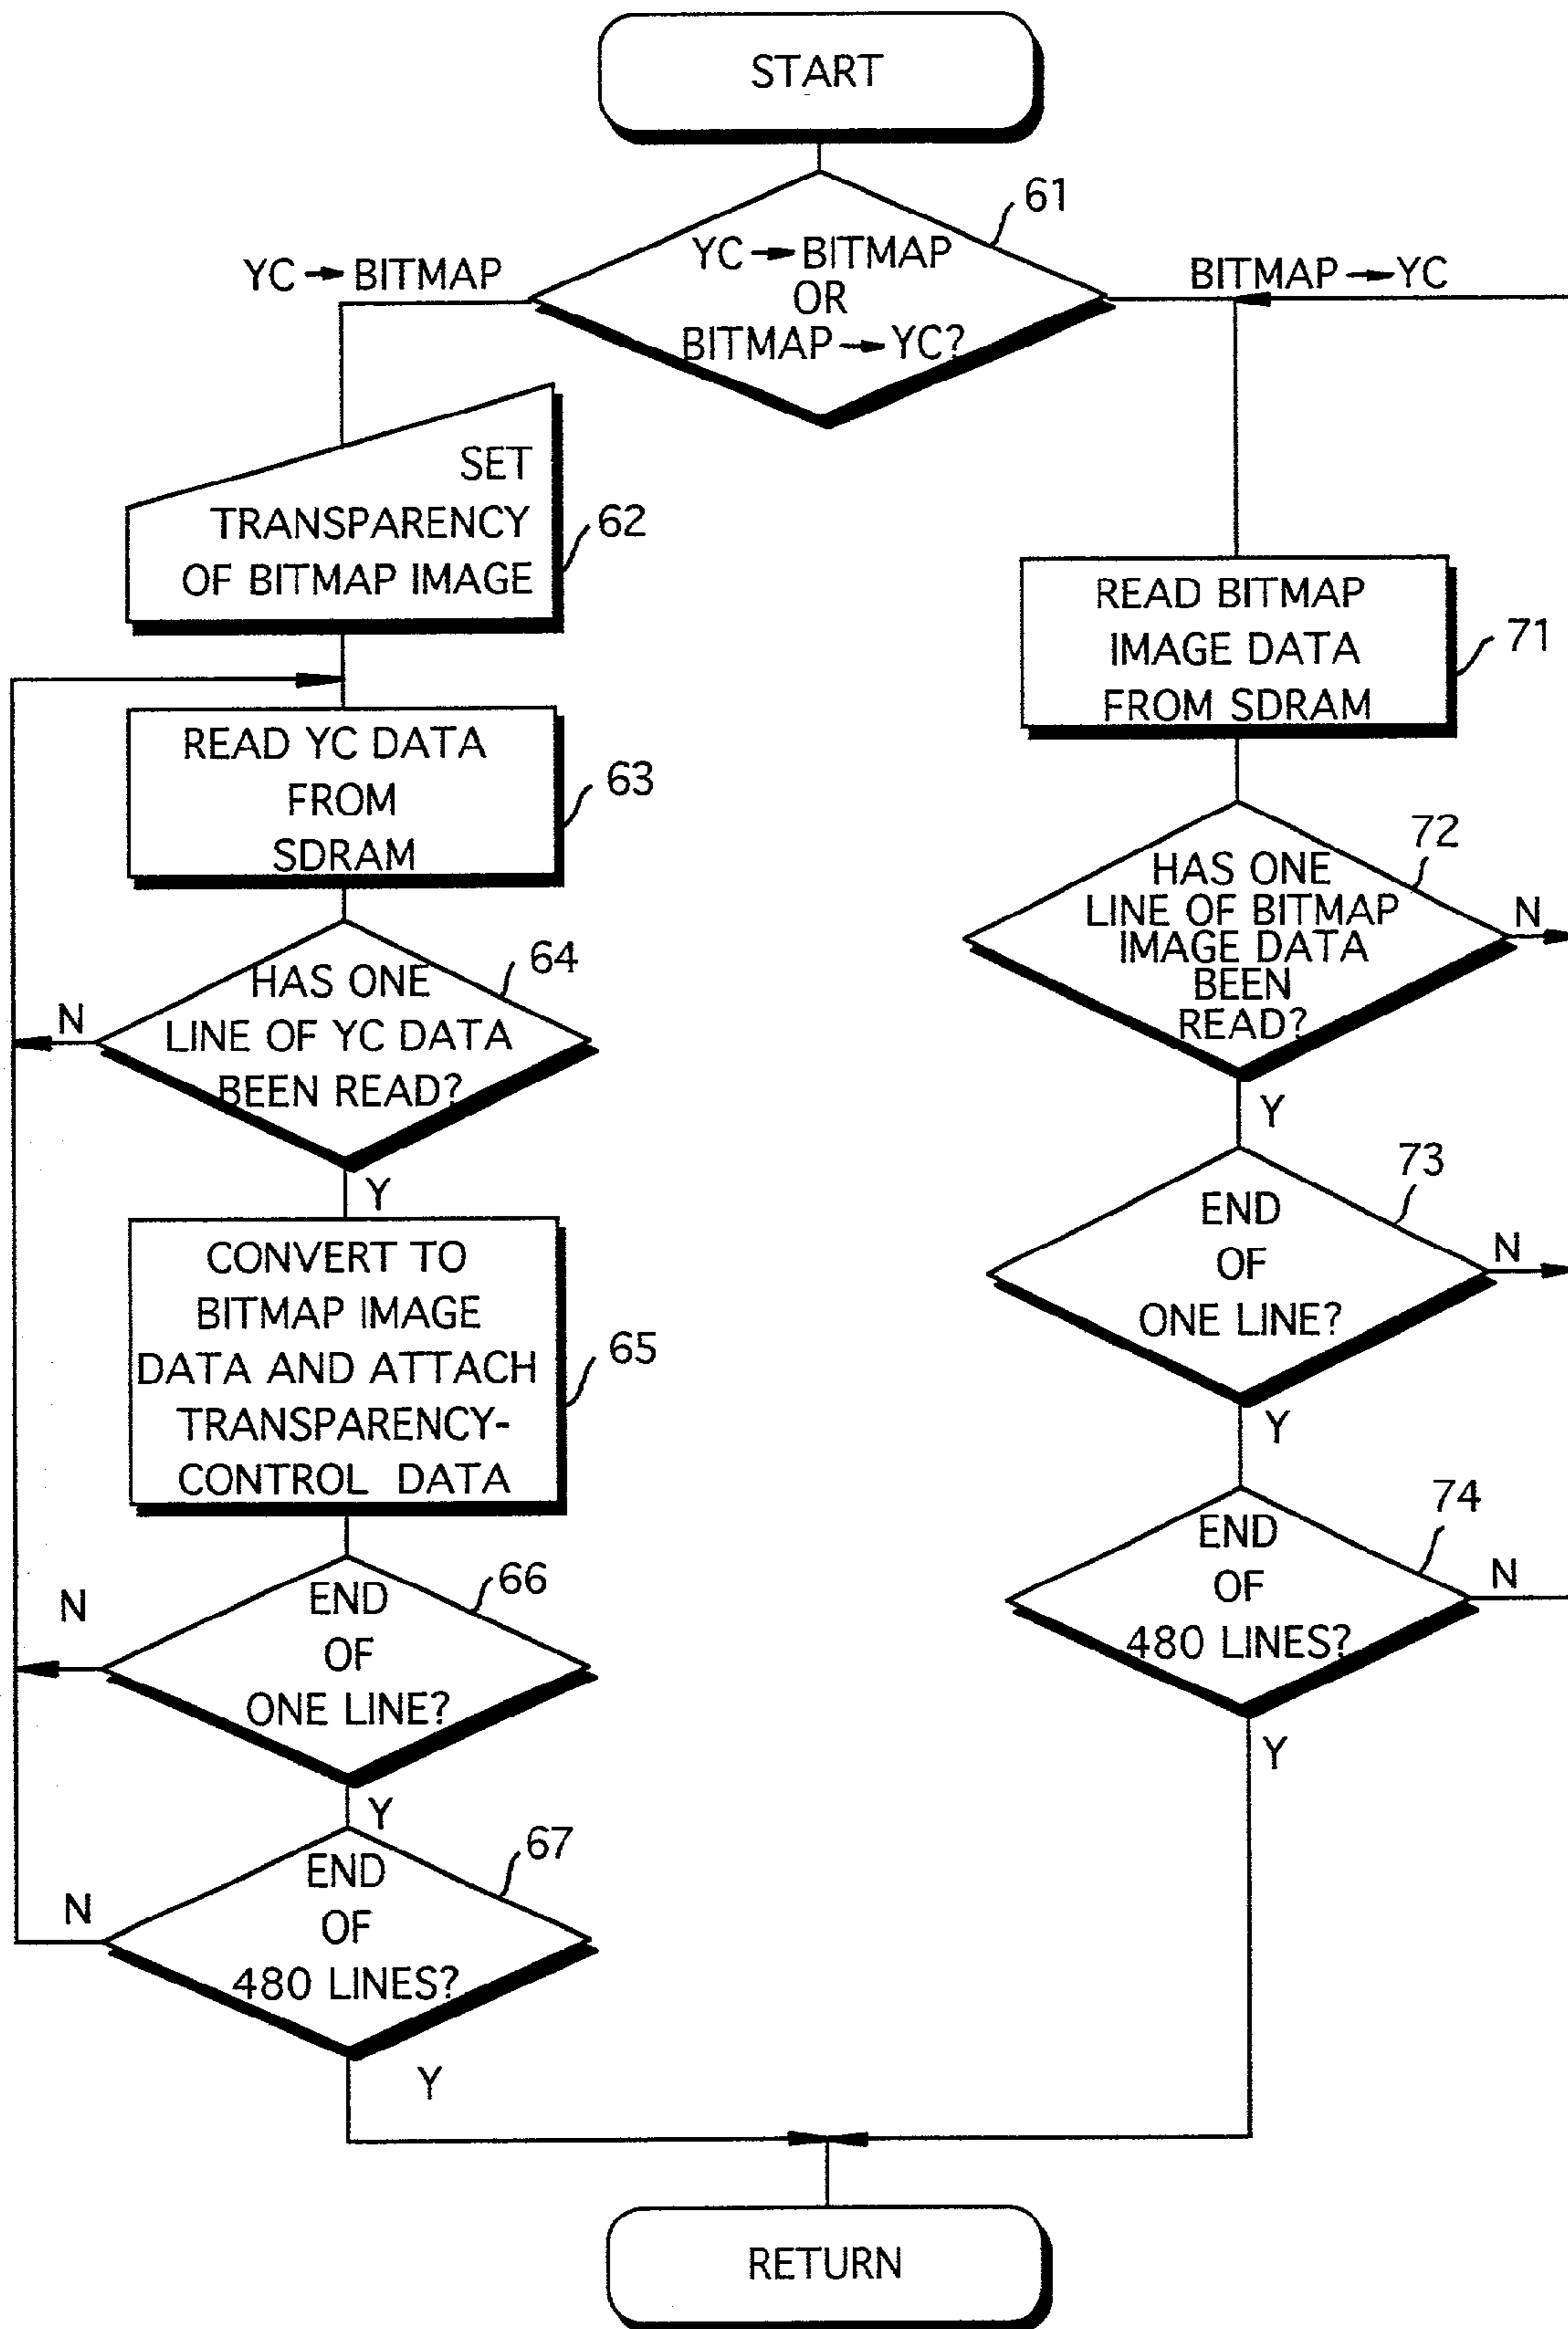 START
61
YC→BITMAP
OR
BITMAP→YC?
YC→BITMAP
BITMAP→YC
SET
TRANSPARENCY
OF BITMAP IMAGE
62
READ YC DATA
FROM
SDRAM
63
HAS ONE
LINE OF YC DATA
BEEN READ?
64
N
Y
CONVERT TO
BITMAP IMAGE
DATA AND ATTACH
TRANSPARENCY-
CONTROL DATA
65
END
OF
ONE LINE?
66
N
Y
END
OF
480 LINES?
67
N
Y
READ BITMAP
IMAGE DATA
FROM SDRAM
71
HAS ONE
LINE OF BITMAP
IMAGE DATA
BEEN
READ?
72
N
Y
END
OF
ONE LINE?
73
N
Y
END
OF
480 LINES?
74
N
Y
RETURN